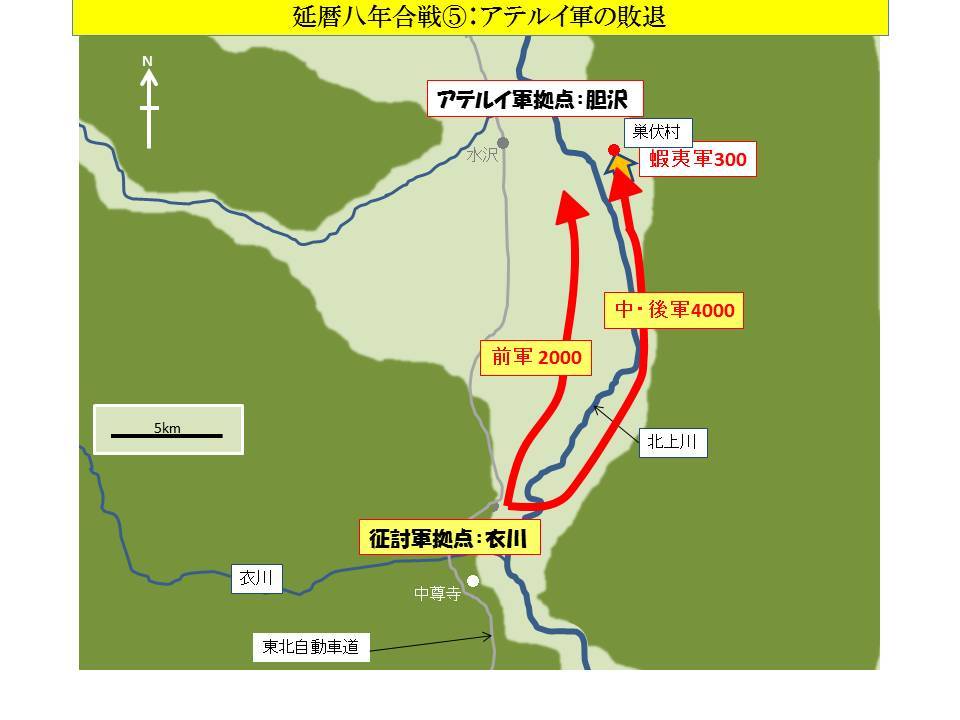 延暦八年合戦⑤：アテルイ軍の敗退
N
アテルイ軍拠点：胆沢
巣伏村
水沢
蝦夷軍300
中・後軍4000
前軍 2000
5km
北上川
征討軍拠点：衣川
衣川
中尊寺
東北自動車道